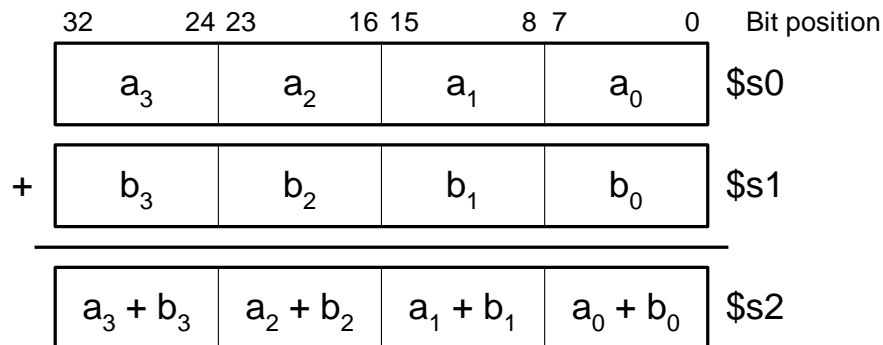 32 24 23 16 15 8 7 0 Bit position
a₃ a₂ a₁ a₀ $s0
+ b₃ b₂ b₁ b₀ $s1
a₃ + b₃ a₂ + b₂ a₁ + b₁ a₀ + b₀ $s2